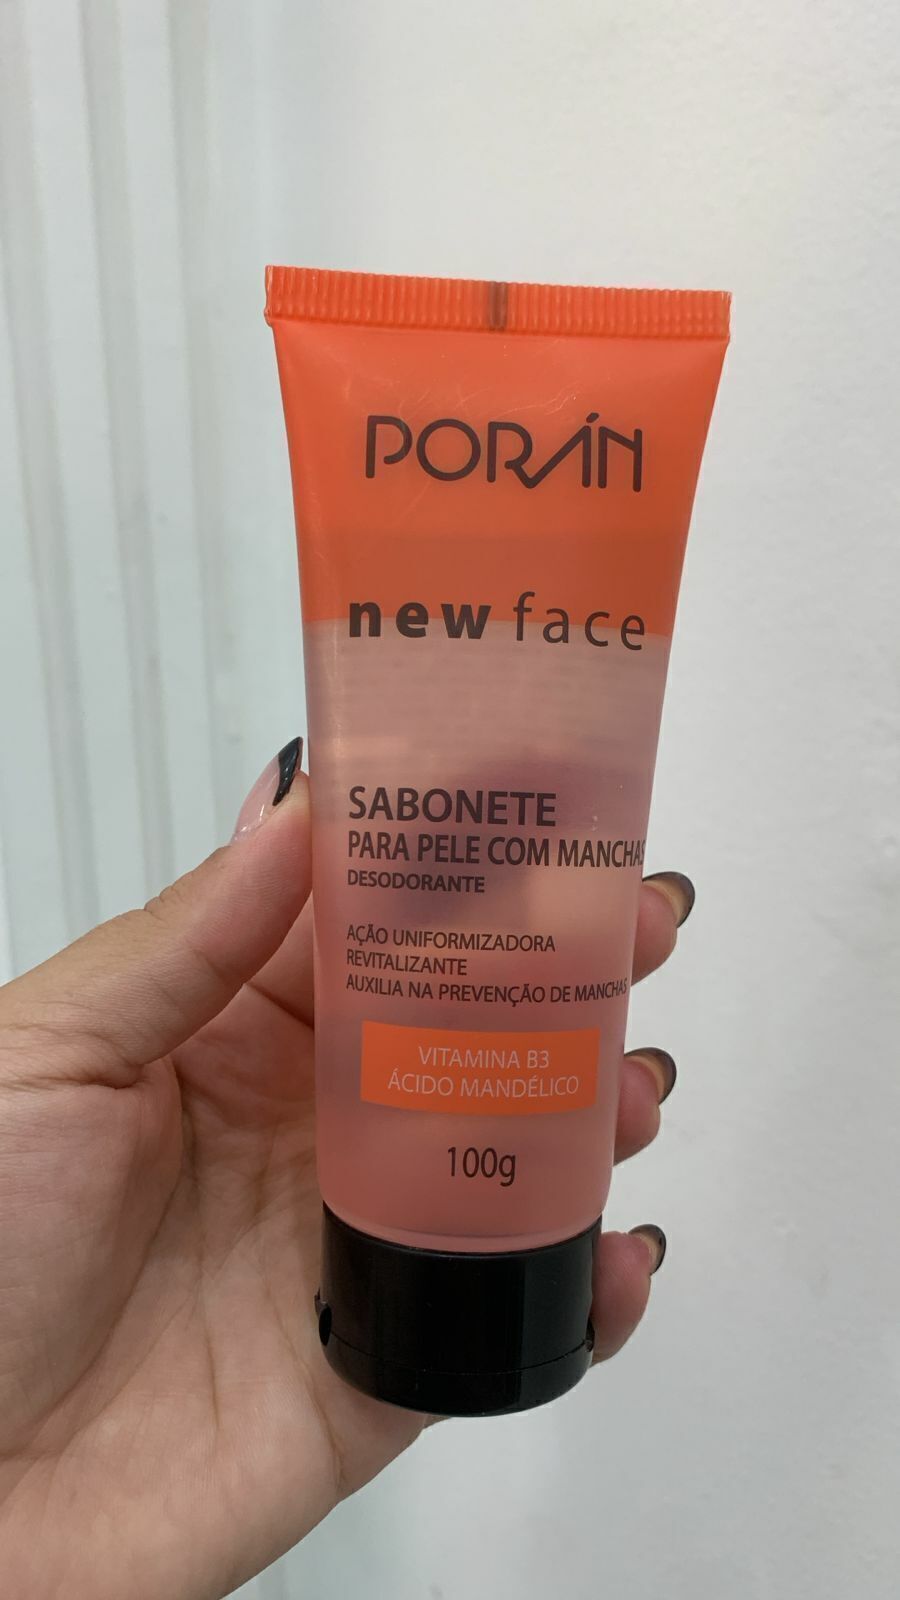 PORÁN
new face
SABONETE
PARA PELE COM MANCHAS
DESODORANTE
AÇÃO UNIFORMIZADORA
REVITALIZANTE
AUXILIA NA PREVENÇÃO DE MANCHAS
VITAMINA B3
ÁCIDO MANDÉLICO
100g